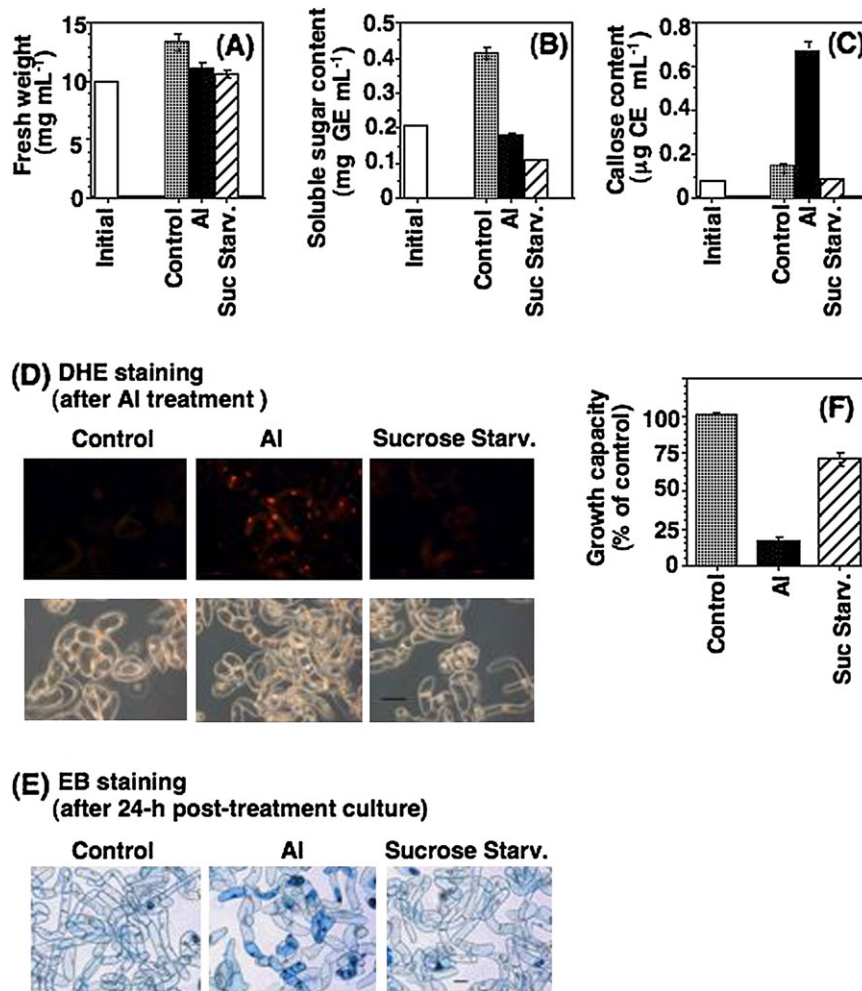 (A)
Fresh weight
(mg mL⁻¹)
15
10
5
0
Initial
Control
Al
Suc Starv.
(B)
Soluble sugar content
(mg GE mL⁻¹)
0.5
0.4
0.3
0.2
0.1
0
Initial
Control
Al
Suc Starv.
(C)
Callose content
(µg CE mL⁻¹)
0.8
0.6
0.4
0.2
0
Initial
Control
Al
Suc Starv.
(D) DHE staining
(after Al treatment )
Control
Al
Sucrose Starv.
(F)
Growth capacity
(% of control)
100
75
50
25
0
Control
Al
Suc Starv.
(E) EB staining
(after 24-h post-treatment culture)
Control
Al
Sucrose Starv.